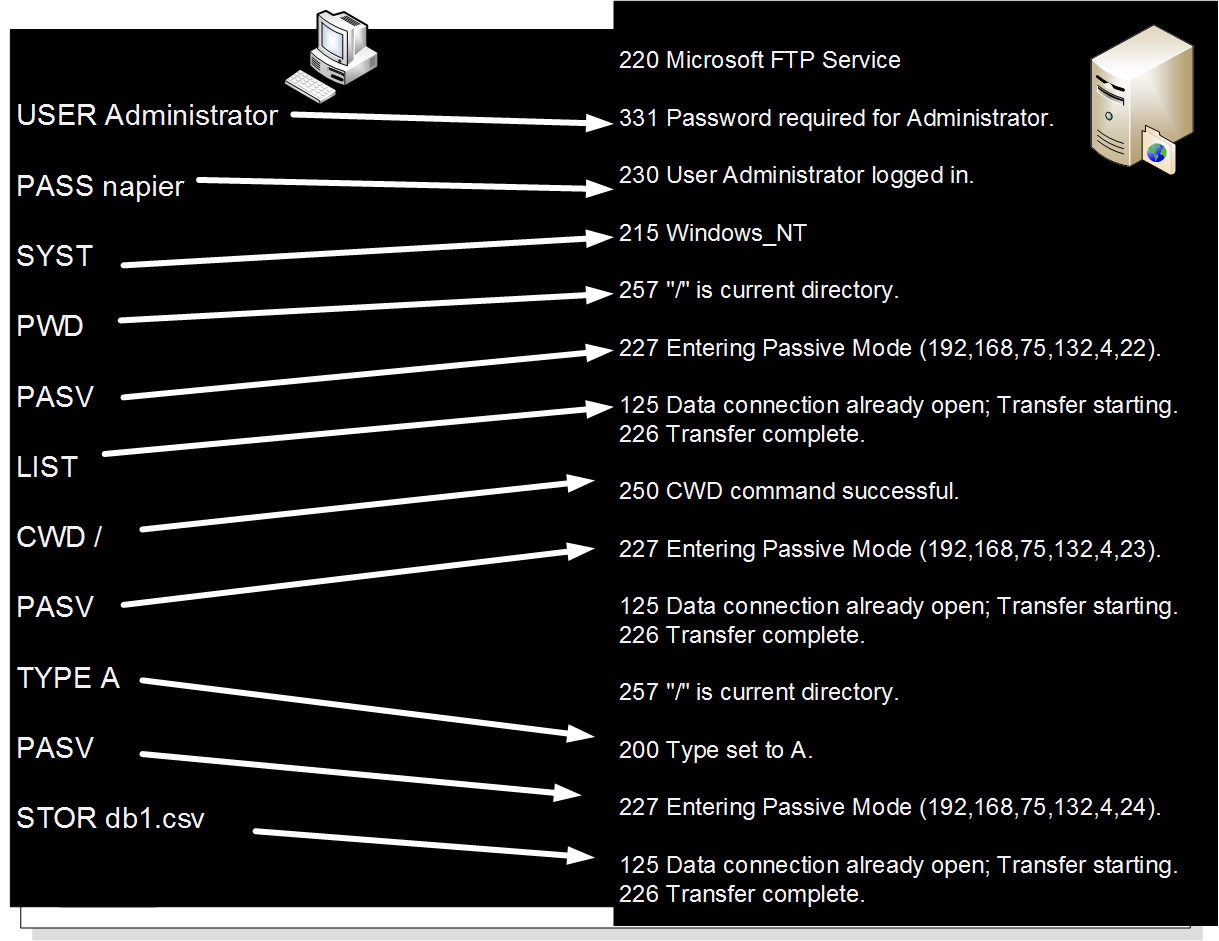 USER Administrator
PASS napier
SYST
PWD
PASV
LIST
CWD /
PASV
TYPE A
PASV
STOR db1.csv
220 Microsoft FTP Service
331 Password required for Administrator.
230 User Administrator logged in.
215 Windows_NT
257 "/" is current directory.
227 Entering Passive Mode (192,168,75,132,4,22).
125 Data connection already open; Transfer starting.
226 Transfer complete.
250 CWD command successful.
227 Entering Passive Mode (192,168,75,132,4,23).
125 Data connection already open; Transfer starting.
226 Transfer complete.
257 "/" is current directory.
200 Type set to A.
227 Entering Passive Mode (192,168,75,132,4,24).
125 Data connection already open; Transfer starting.
226 Transfer complete.